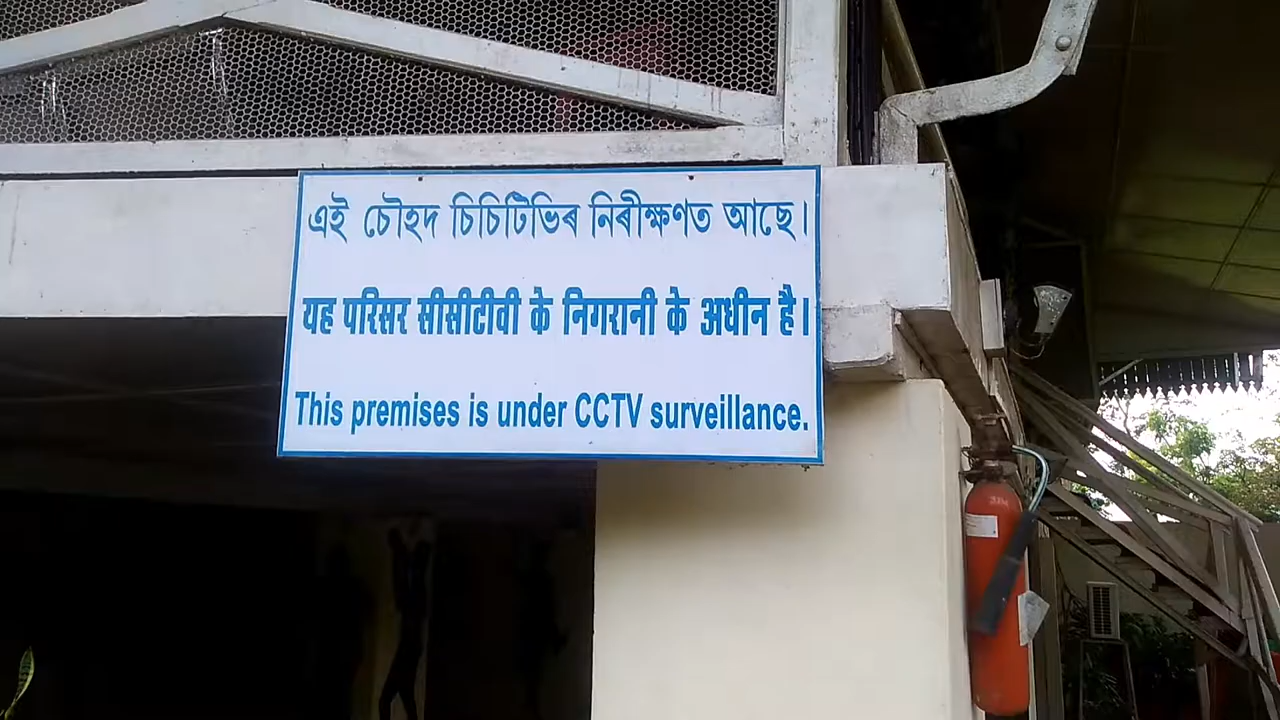 এই চৌহদ চিচিটিভিৰ নিৰীক্ষণত আছে।
यह परिसर सीसीटीवी के निगरानी के अधीन है।
This premises is under CCTV surveillance.